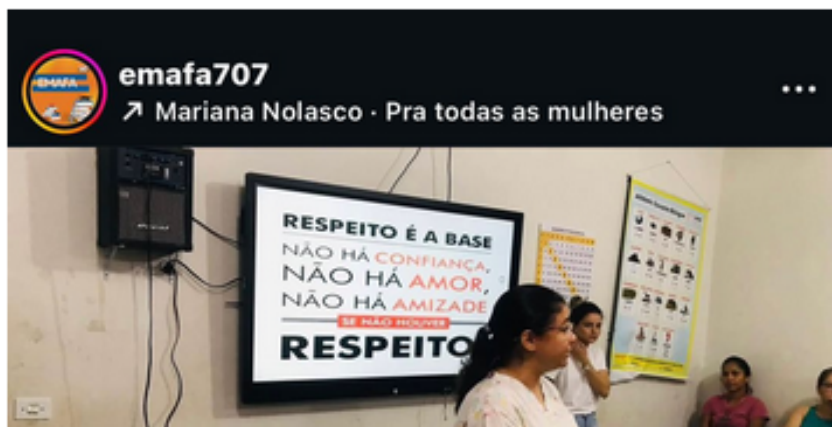 EMAFA
emafa707
Mariana Nolasco · Pra todas as mulheres
RESPEITO É A BASE
NÃO HÁ CONFIANÇA,
NÃO HÁ AMOR,
NÃO HÁ AMIZADE
SE NÃO HOUVER
RESPEITO